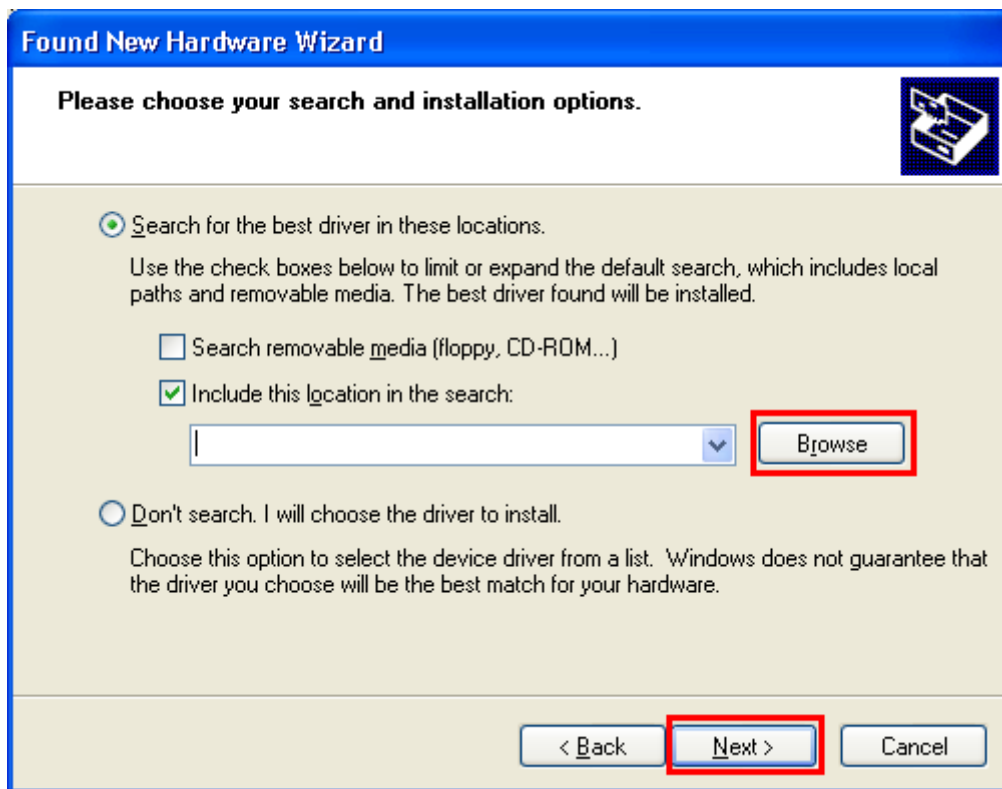 Found New Hardware Wizard
Please choose your search and installation options.
Search for the best driver in these locations.
Use the check boxes below to limit or expand the default search, which includes local
paths and removable media. The best driver found will be installed.
Search removable media (floppy, CD-ROM...)
Include this location in the search:
Browse
Don't search. I will choose the driver to install.
Choose this option to select the device driver from a list.  Windows does not guarantee that
the driver you choose will be the best match for your hardware.
< Back
Next >
Cancel